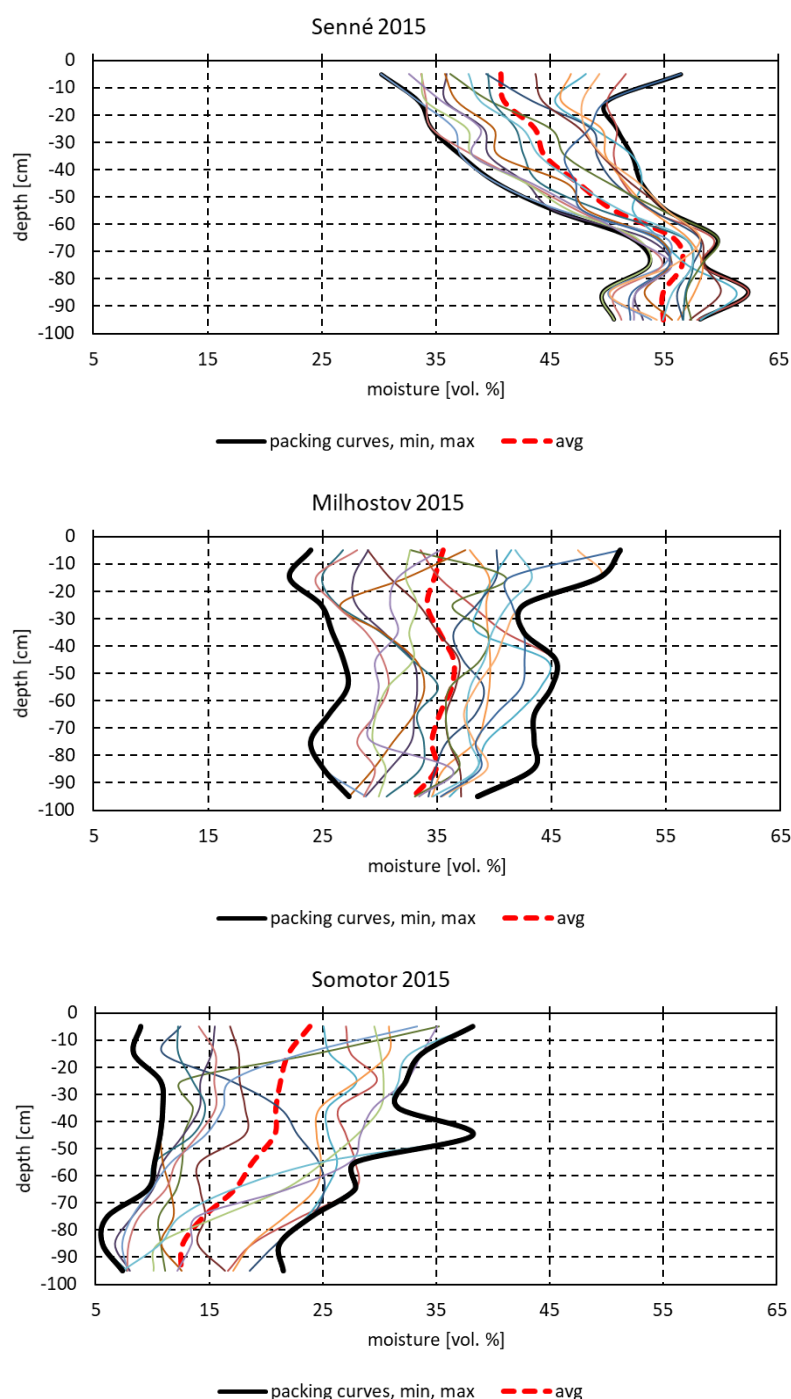 Senné 2015
0
-10
-20
-30
-40
-50
-60
-70
-80
-90
-100
depth [cm]
5 15 25 35 45 55 65
moisture [vol. %]
packing curves, min, max avg
Milhostov 2015
0
-10
-20
-30
-40
-50
-60
-70
-80
-90
-100
depth [cm]
5 15 25 35 45 55 65
moisture [vol. %]
packing curves, min, max avg
Somotor 2015
0
-10
-20
-30
-40
-50
-60
-70
-80
-90
-100
depth [cm]
5 15 25 35 45 55 65
moisture [vol. %]
packing curves, min, max avg